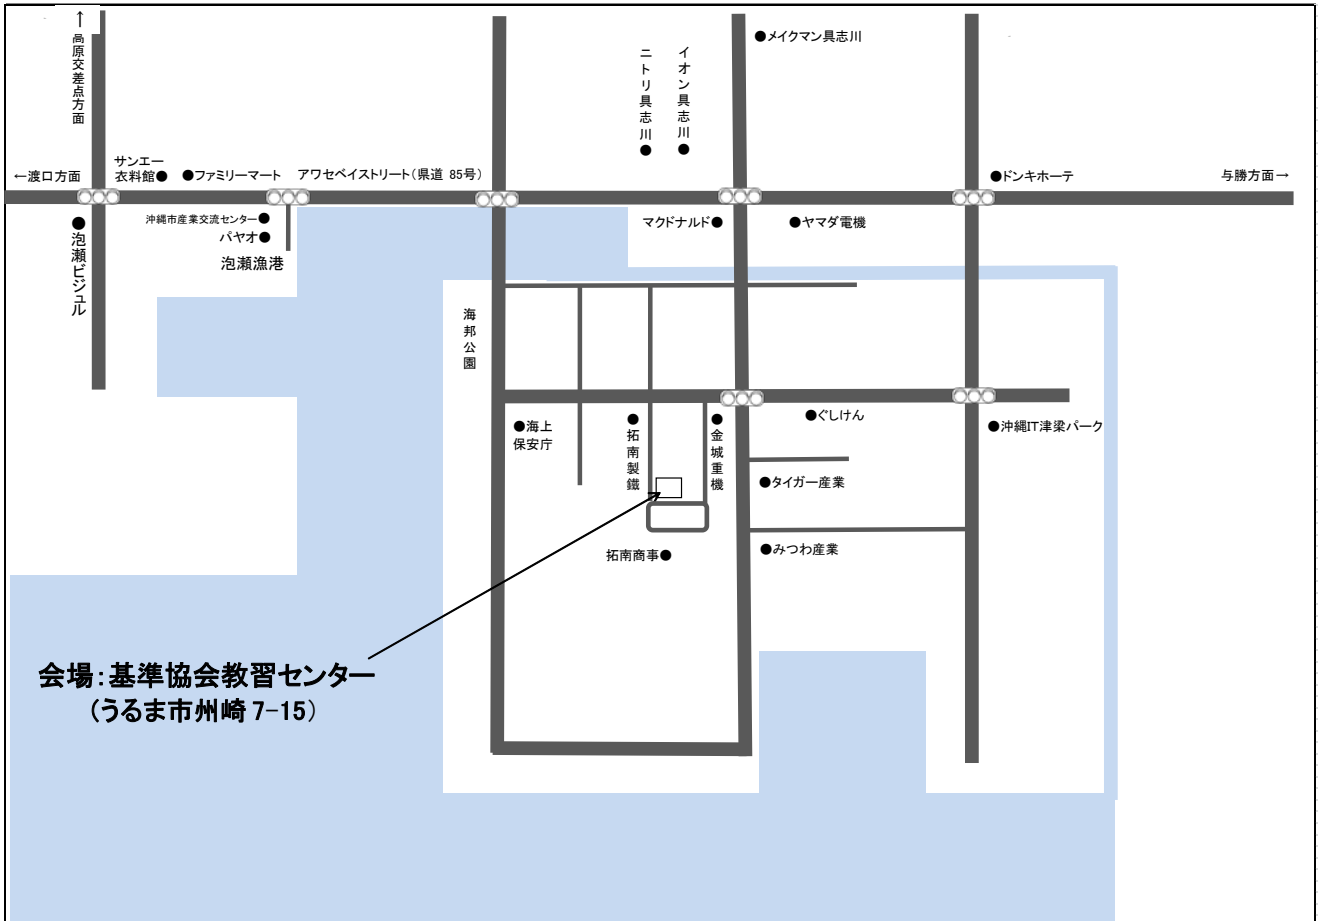 ↑高原交差点方面
ニトリ具志川●
イオン具志川●
●メイクマン具志川
←渡口方面
サンエー
衣料館●
●ファミリーマート
アワセベイストリート(県道 85号)
●ドンキホーテ
与勝方面→
●泡瀬ビジュル
沖縄市産業交流センター●
パヤオ●
泡瀬漁港
マクドナルド●
●ヤマダ電機
海邦公園
●海上
保安庁
●拓南製鐵
●金城重機
●ぐしけん
●沖縄IT津梁パーク
●タイガー産業
拓南商事●
●みつわ産業
会場:基準協会教習センター
(うるま市州崎 7-15)